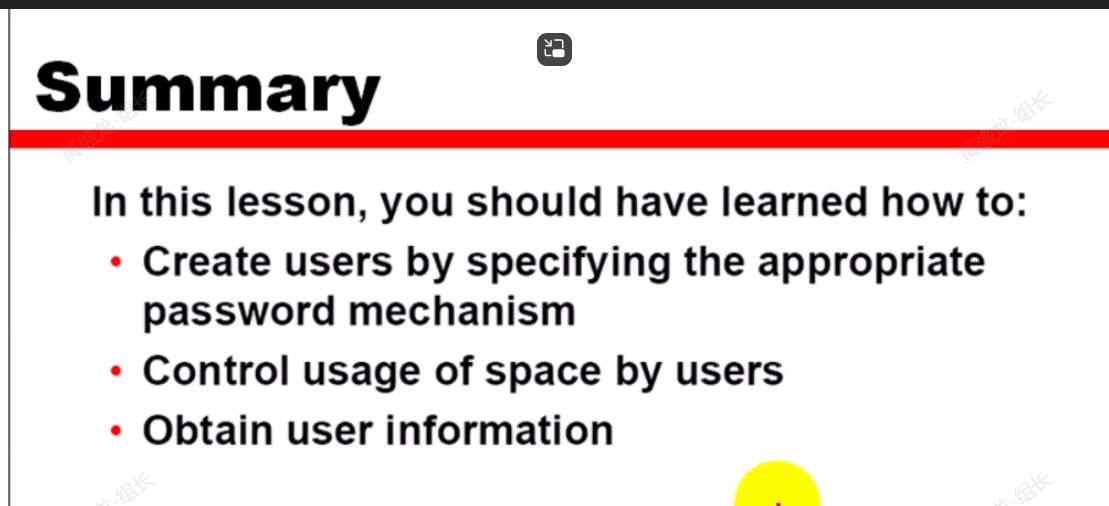 Summary
In this lesson, you should have learned how to:
• Create users by specifying the appropriate
password mechanism
• Control usage of space by users
• Obtain user information